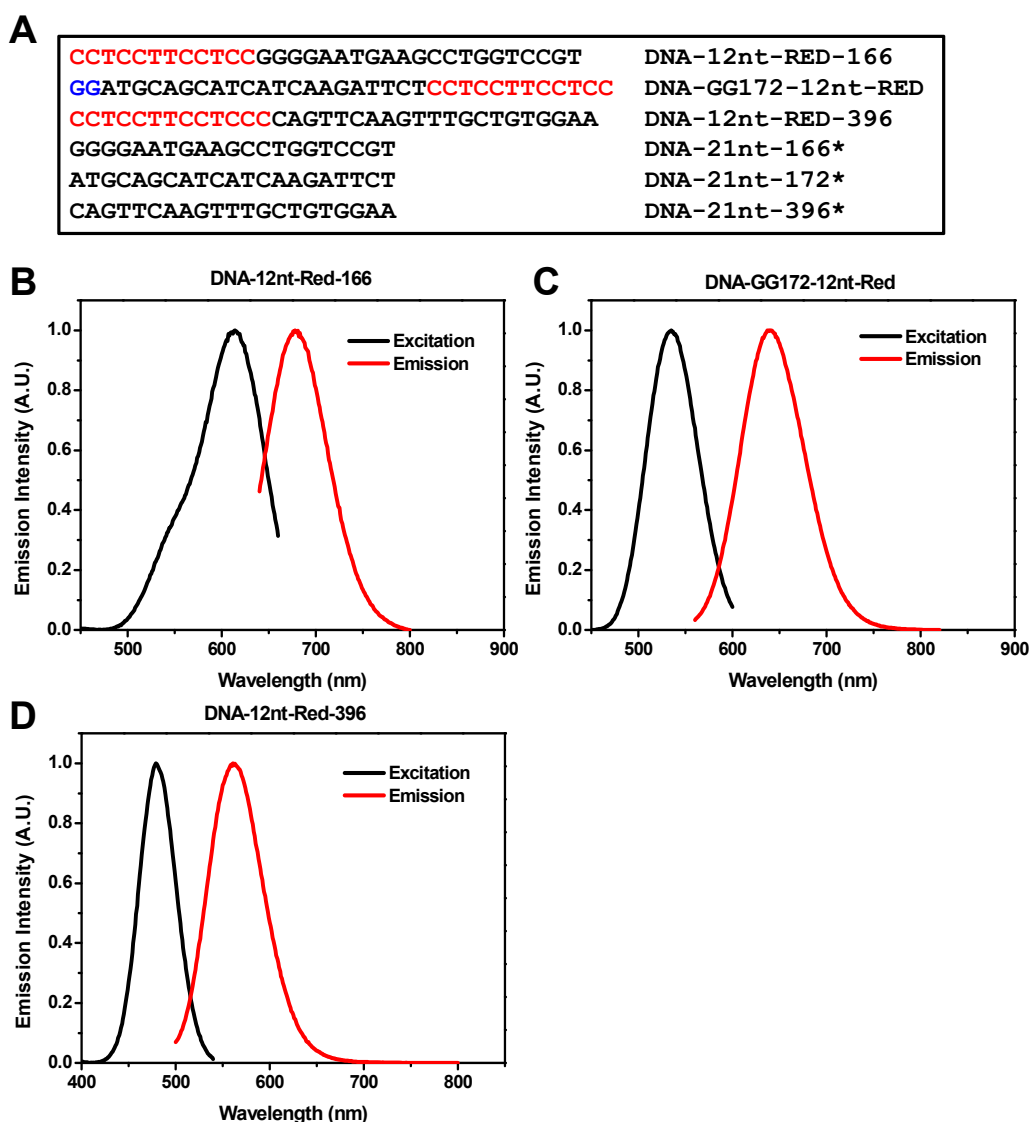 A
CCTCCTTCCTCCGGGGAATGAAGCCTGGTCCGT DNA-12nt-RED-166
GGATGCAGCATCATCAAGATTCTCCTCCTTCCTCC DNA-GG172-12nt-RED
CCTCCTTCCTCCCCAGTTCAAGTTTGCTGTGGAA DNA-12nt-RED-396
GGGGAATGAAGCCTGGTCCGT DNA-21nt-166*
ATGCAGCATCATCAAGATTCT DNA-21nt-172*
CAGTTCAAGTTTGCTGTGGAA DNA-21nt-396*
B
DNA-12nt-Red-166
Excitation
Emission
1.0
0.8
0.6
0.4
0.2
0.0
Emission Intensity (A.U.)
500 600 700 800 900
Wavelength (nm)
C
DNA-GG172-12nt-Red
Excitation
Emission
1.0
0.8
0.6
0.4
0.2
0.0
Emission Intensity (A.U.)
500 600 700 800 900
Wavelength (nm)
D
DNA-12nt-Red-396
Excitation
Emission
1.0
0.8
0.6
0.4
0.2
0.0
Emission Intensity (A.U.)
400 500 600 700 800
Wavelength (nm)